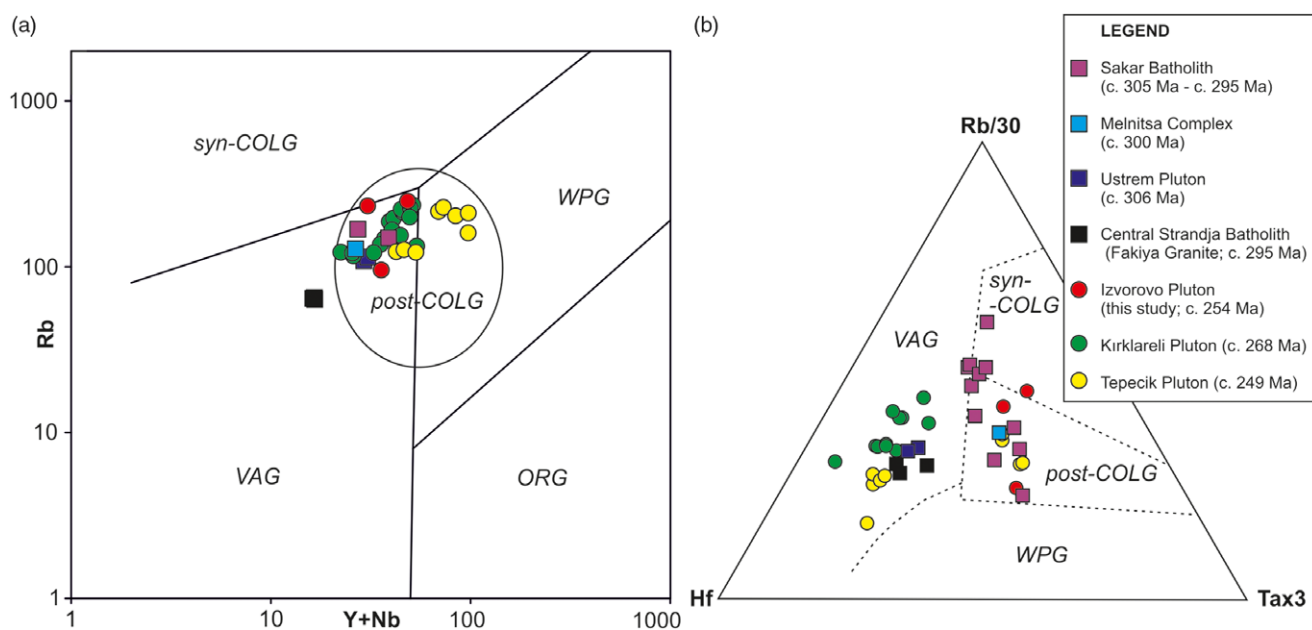 (a)
1000
100
10
1
Rb
syn-COLG
WPG
post-COLG
VAG
ORG
1
10
Y+Nb
100
1000
(b)
Rb/30
syn-
-COLG
VAG
post-COLG
WPG
Hf
Tax3
LEGEND
Sakar Batholith
(c. 305 Ma - c. 295 Ma)
Melnitsa Complex
(c. 300 Ma)
Ustrem Pluton
(c. 306 Ma)
Central Strandja Batholith
(Fakiya Granite; c. 295 Ma)
Izvorovo Pluton
(this study; c. 254 Ma)
Kırklareli Pluton (c. 268 Ma)
Tepecik Pluton (c. 249 Ma)